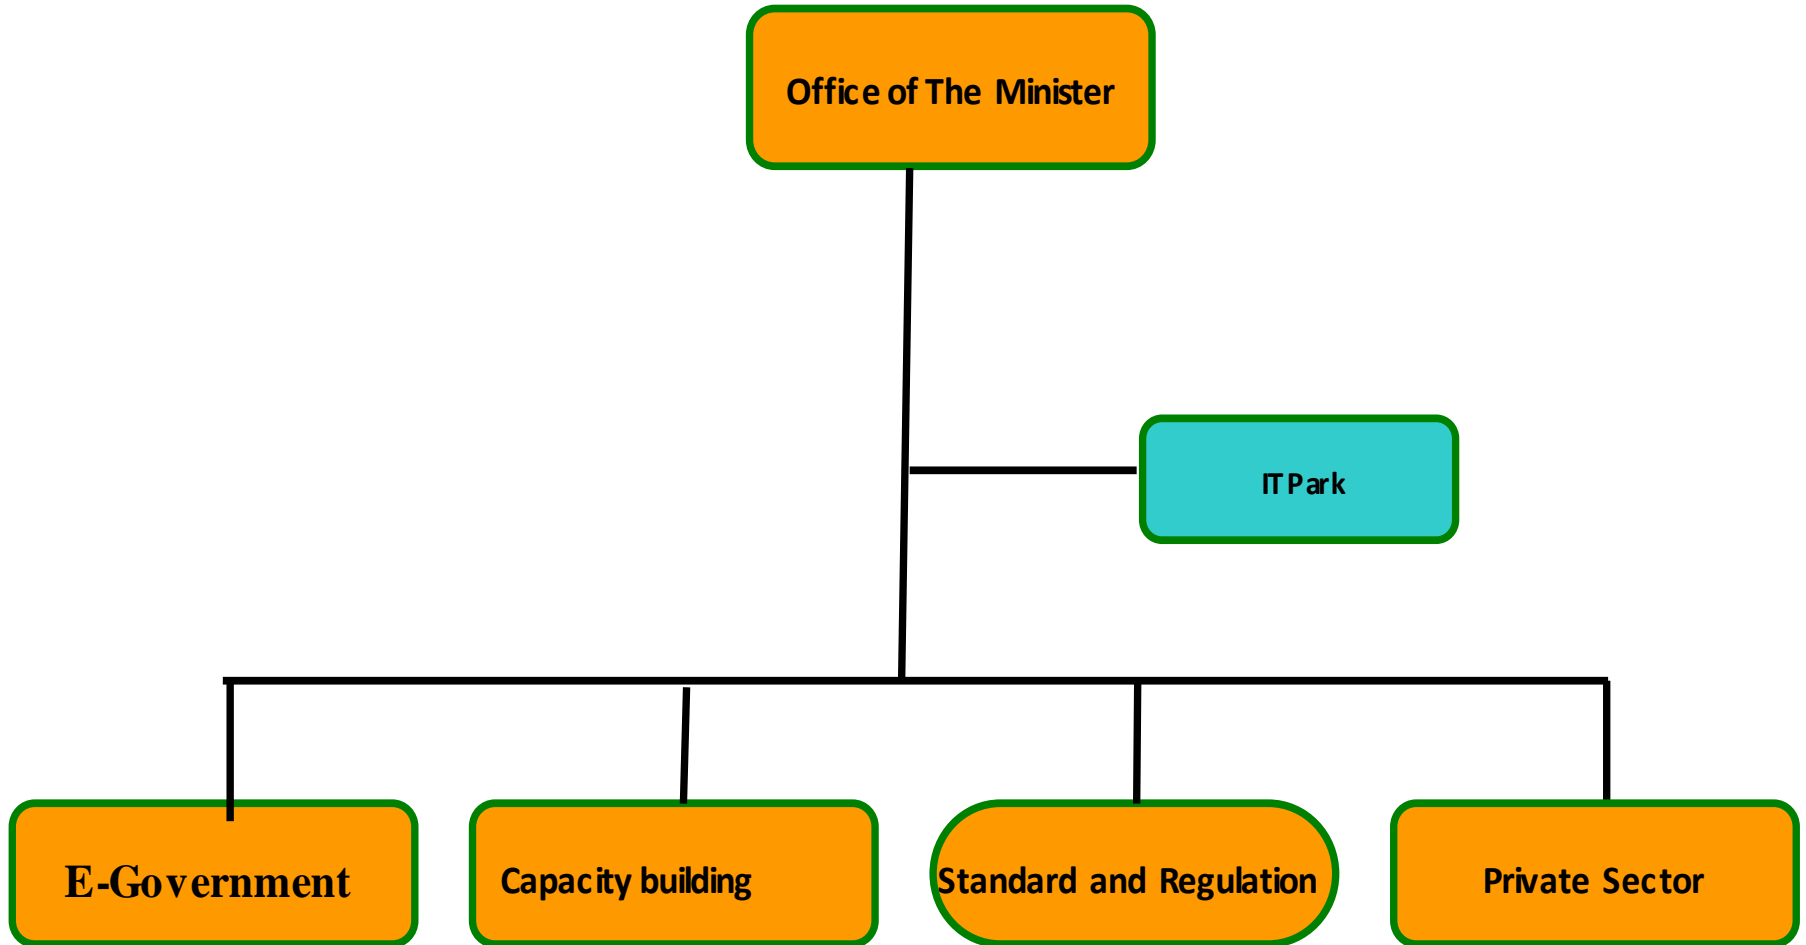 Office of The Minister
IT Park
E-Government
Capacity building
Standard and Regulation
Private Sector